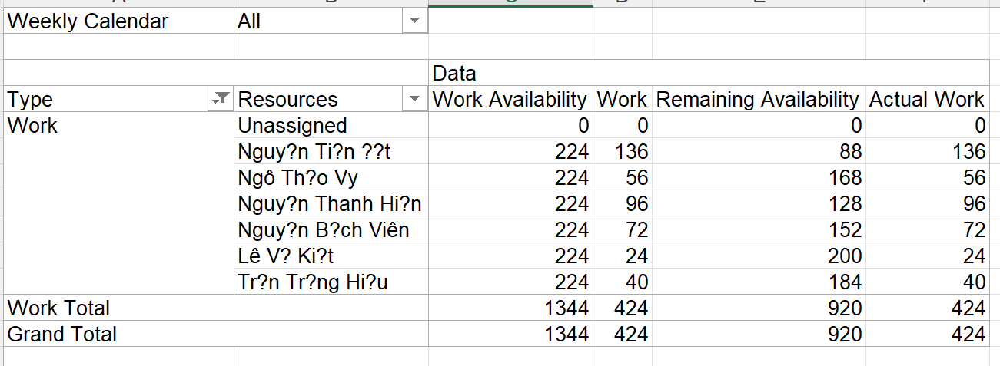 Weekly Calendar All
Data
Type Resources Work Availability Work Remaining Availability Actual Work
Work Unassigned 0 0 0 0
Nguy?n Ti?n ??t 224 136 88 136
Ngô Th?o Vy 224 56 168 56
Nguy?n Thanh Hi?n 224 96 128 96
Nguy?n B?ch Viên 224 72 152 72
Lê V? Ki?t 224 24 200 24
Tr?n Tr?ng Hi?u 224 40 184 40
Work Total 1344 424 920 424
Grand Total 1344 424 920 424